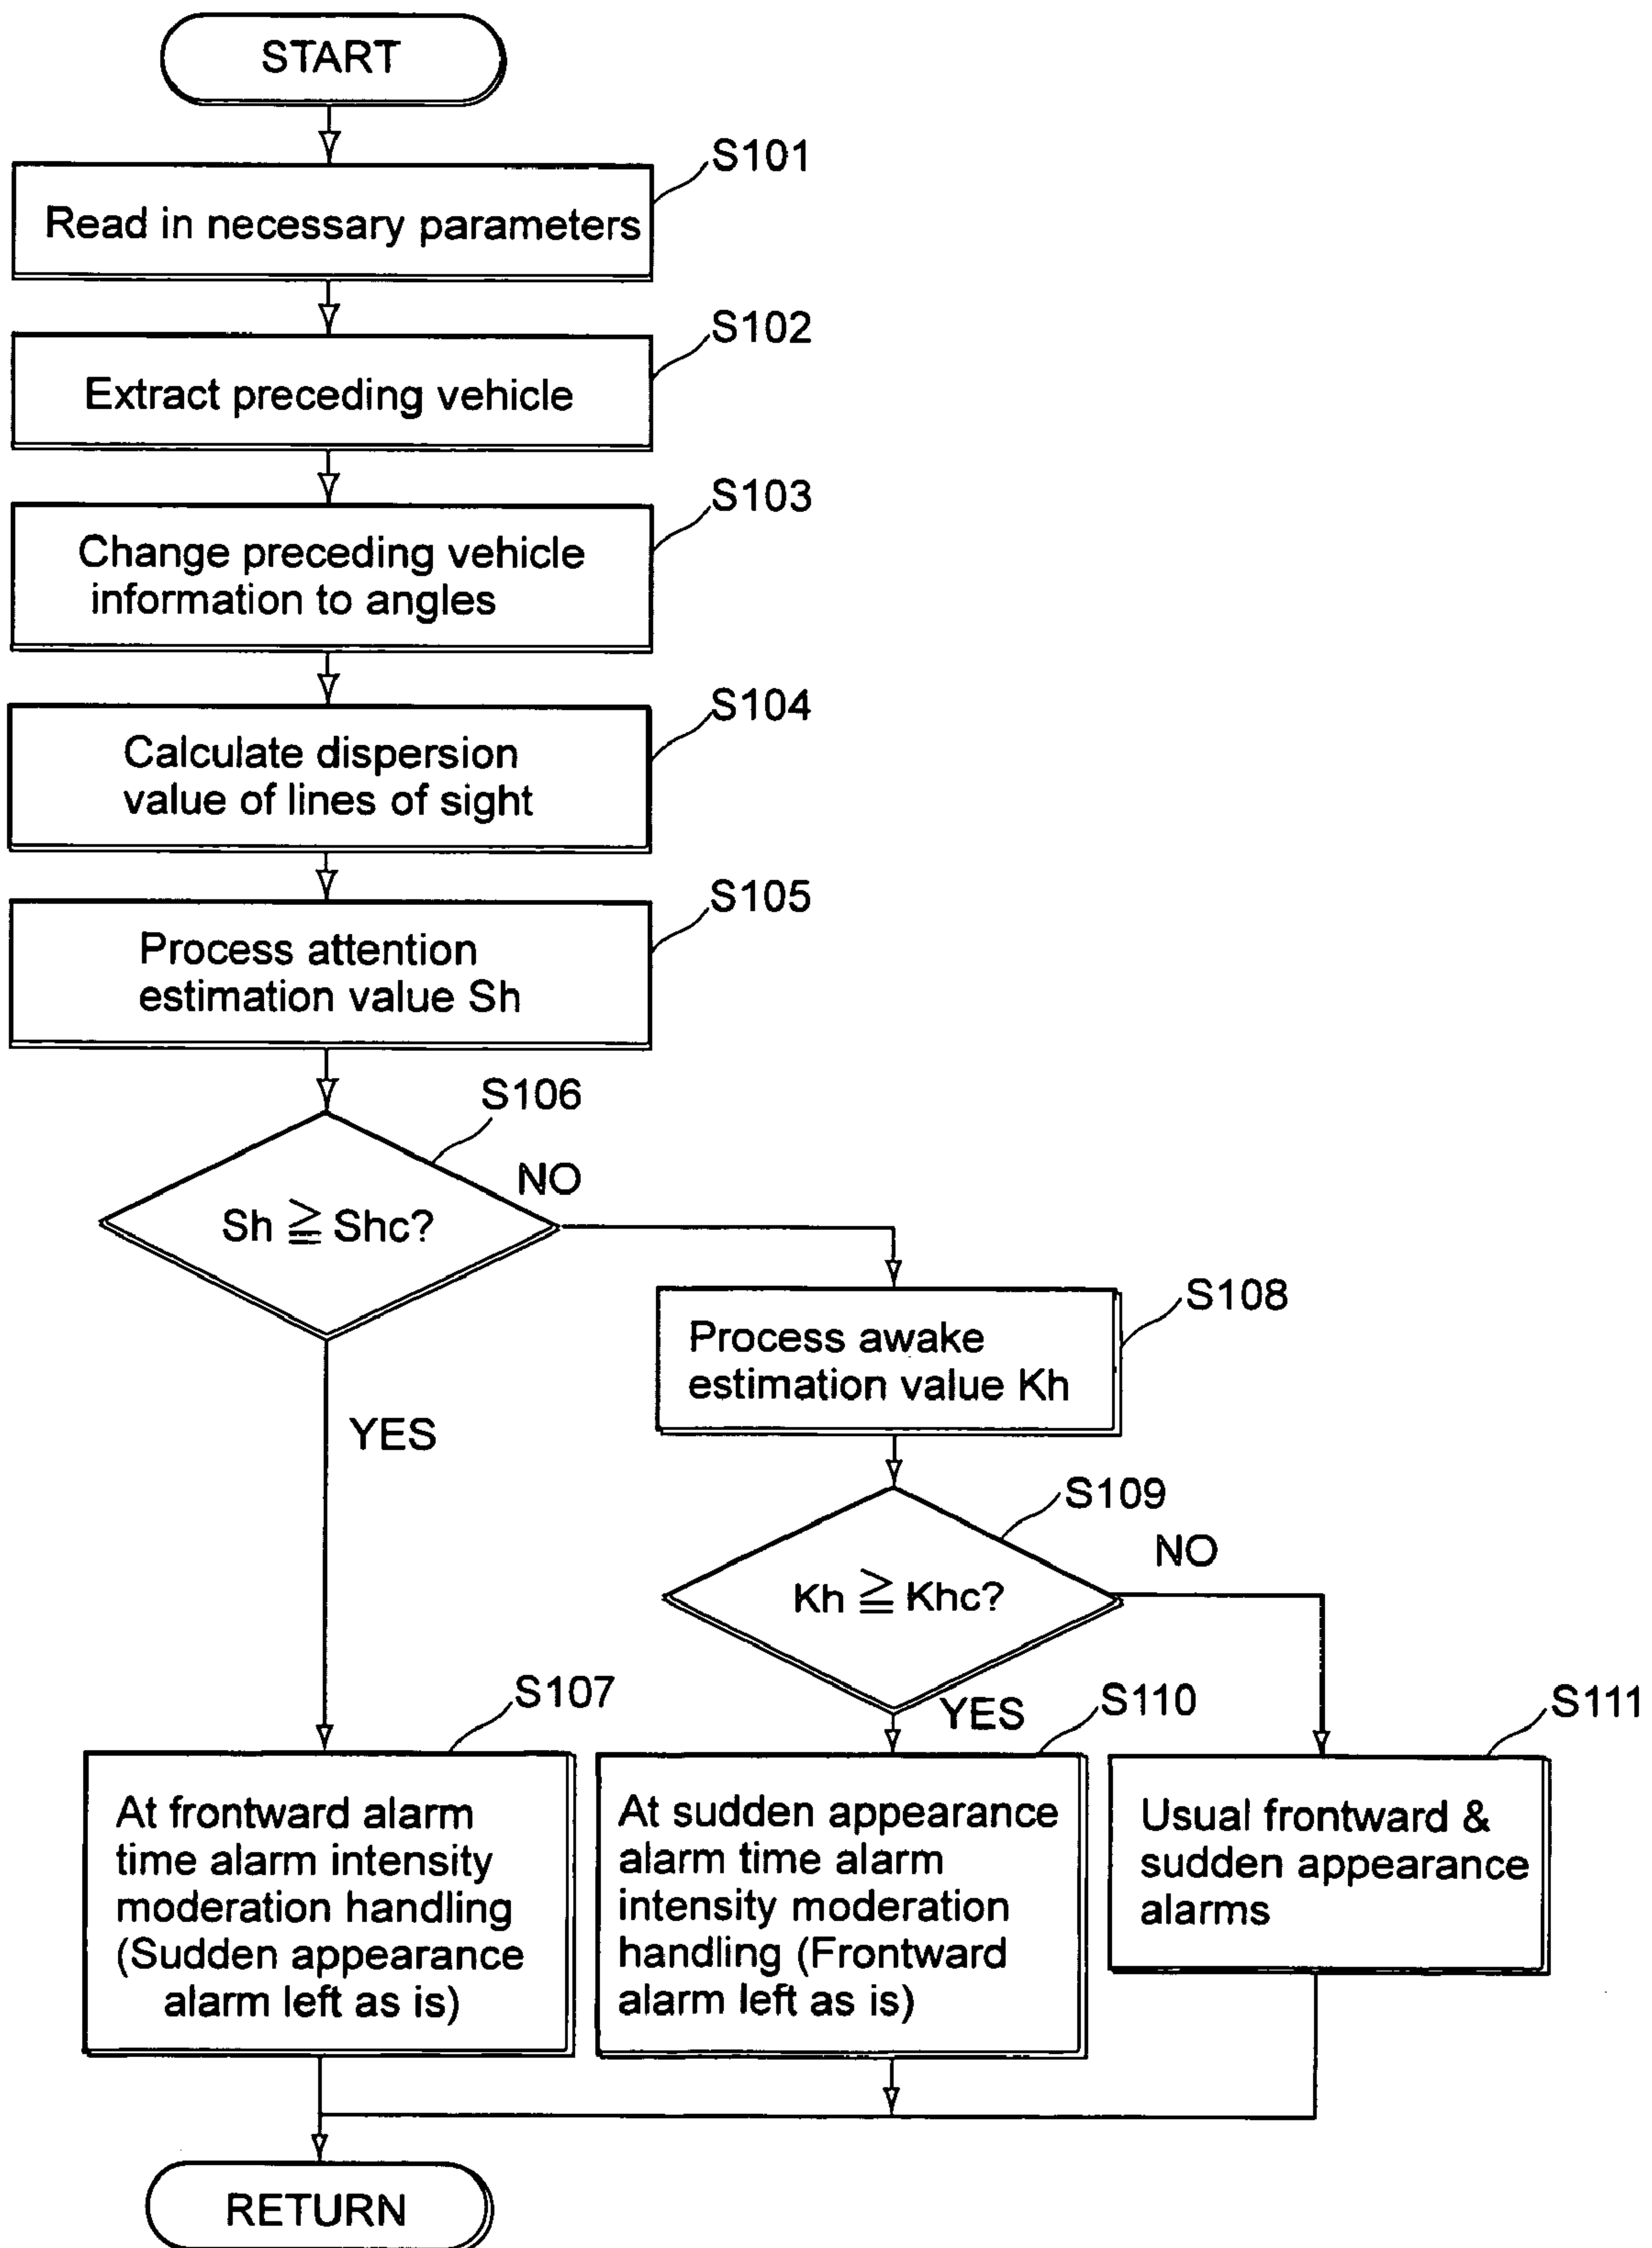 START
S101
Read in necessary parameters
S102
Extract preceding vehicle
S103
Change preceding vehicle
information to angles
S104
Calculate dispersion
value of lines of sight
S105
Process attention
estimation value Sh
S106
Sh ≧ Shc?
NO
YES
S108
Process awake
estimation value Kh
S109
Kh ≧ Khc?
NO
YES
S107
At frontward alarm
time alarm intensity
moderation handling
(Sudden appearance
alarm left as is)
S110
At sudden appearance
alarm time alarm
intensity moderation
handling (Frontward
alarm left as is)
S111
Usual frontward &
sudden appearance
alarms
RETURN